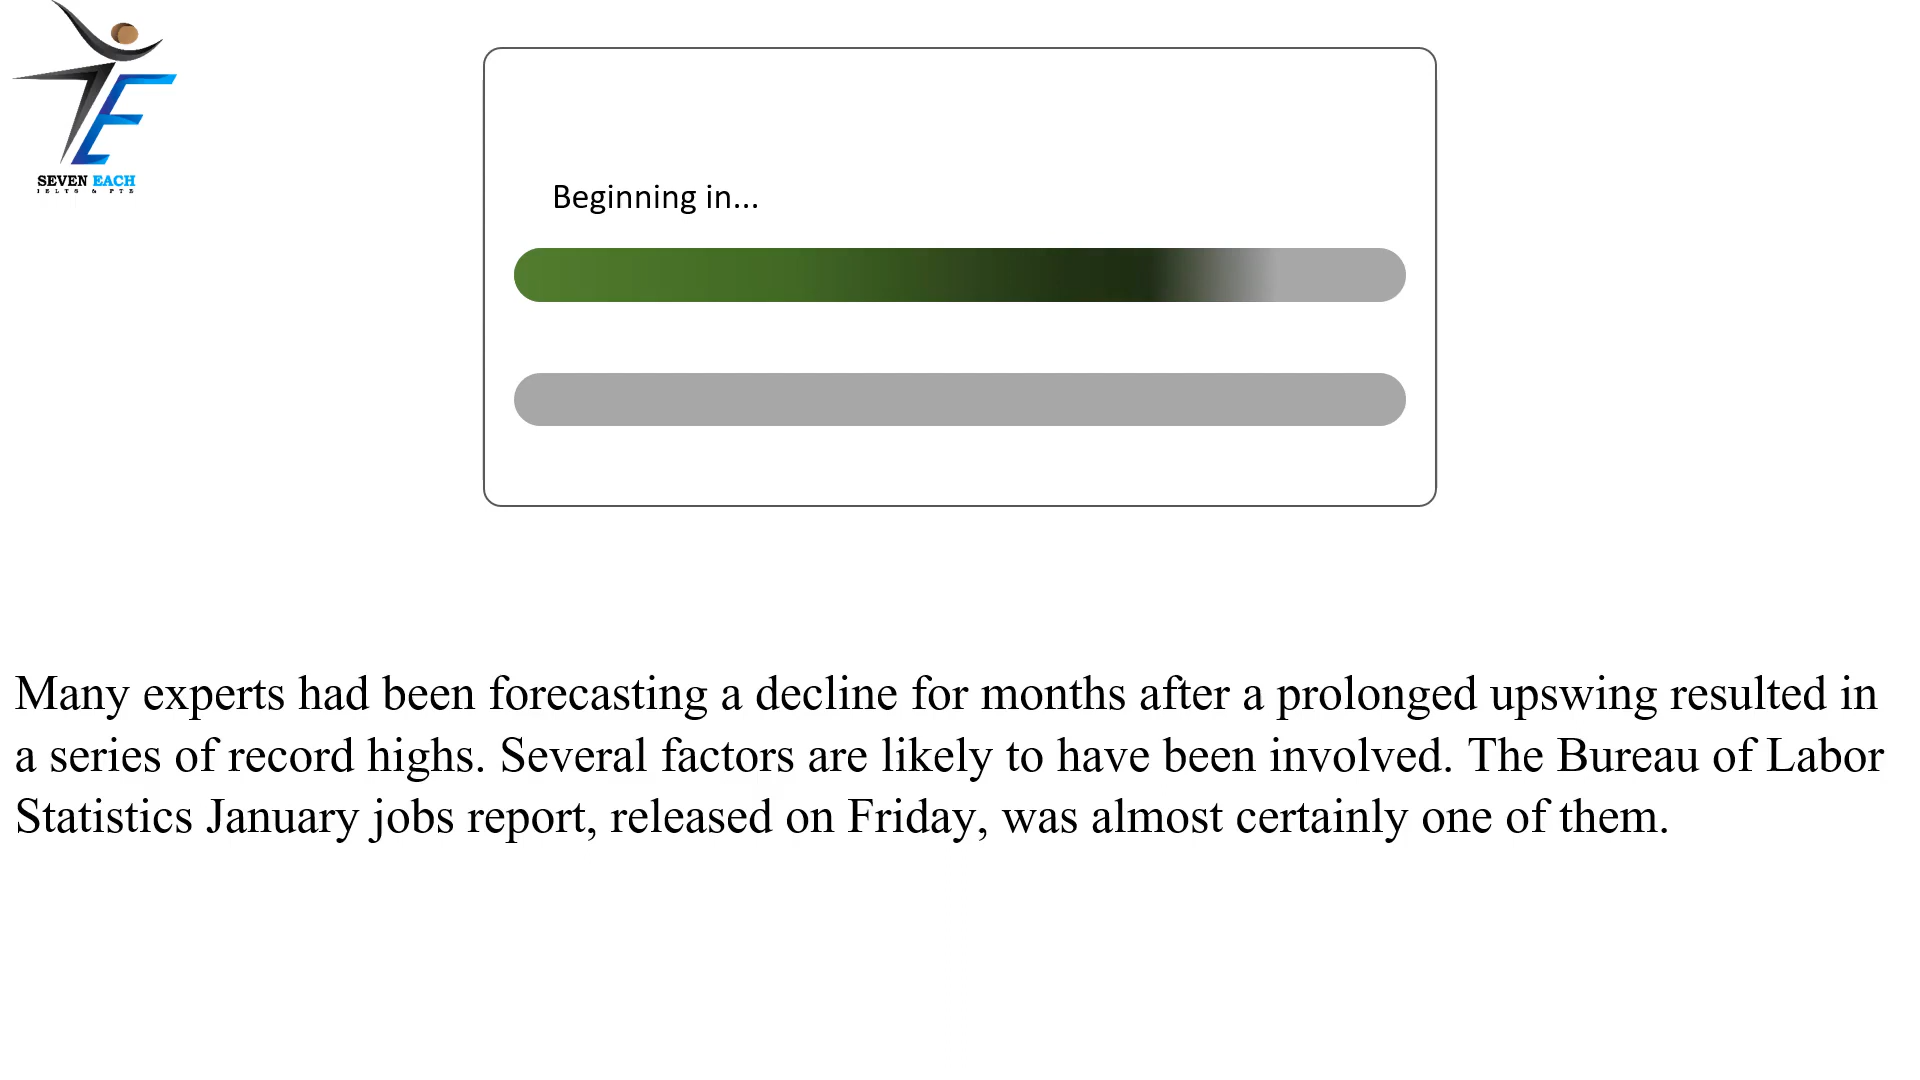 SEVEN EACH
IELTS & PTE
Beginning in...
Many experts had been forecasting a decline for months after a prolonged upswing resulted in
a series of record highs. Several factors are likely to have been involved. The Bureau of Labor
Statistics January jobs report, released on Friday, was almost certainly one of them.